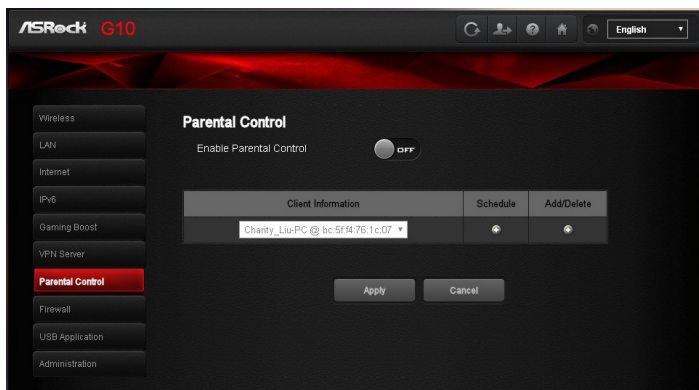 ASRock G10
English
Wireless
LAN
Internet
IPv6
Gaming Boost
VPN Server
Parental Control
Firewall
USB Application
Administration
Parental Control
Enable Parental Control
OFF
Client Information Schedule Add/Delete
Charity_Liu-PC @ bc:5f:f4:76:1c:07
Apply Cancel